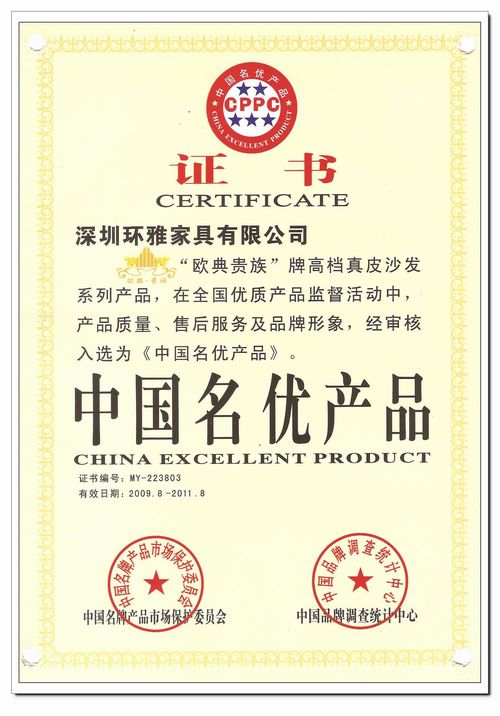 中国名优产品
CPPC
CHINA EXCELLENT PRODUCT
证书
CERTIFICATE
深圳环雅家具有限公司
欧典·贵族
“欧典贵族”牌高档真皮沙发
系列产品，在全国优质产品监督活动中，
产品质量、售后服务及品牌形象，经审核
入选为《中国名优产品》。
中国名优产品
CHINA EXCELLENT PRODUCT
证书编号：MY-223803
有效日期：2009.8-2011.8
中国名牌产品市场保护委员会
中国名牌产品市场保护委员会
中国品牌调查统计中心
中国品牌调查统计中心